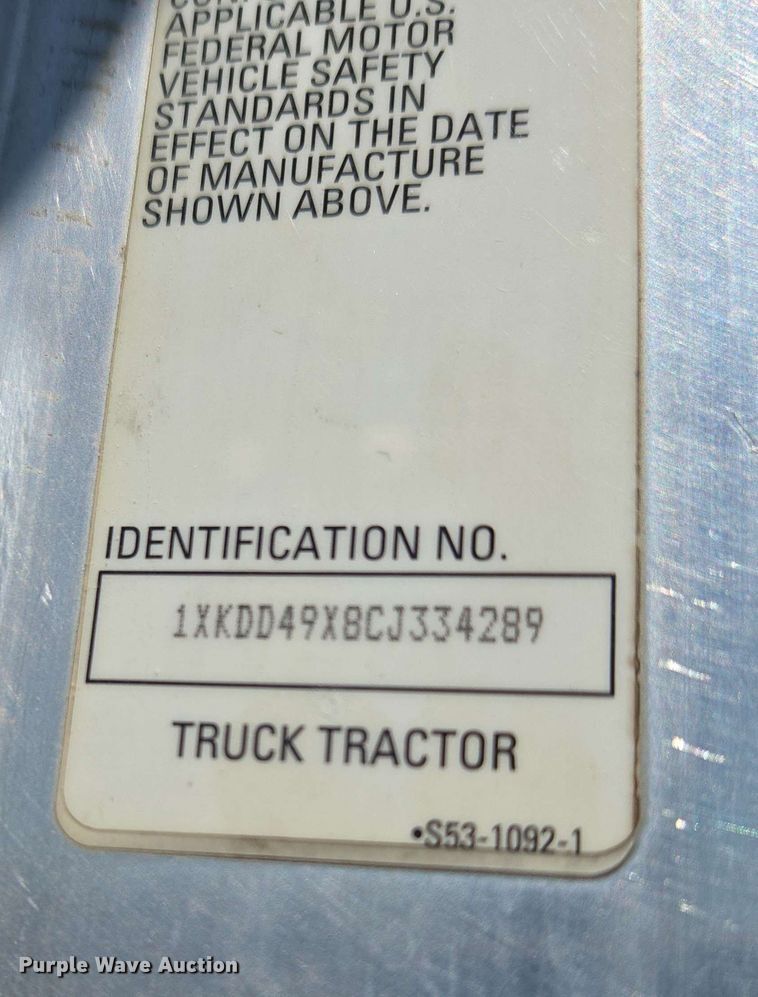 APPLICABLE U.S.
FEDERAL MOTOR
VEHICLE SAFETY
STANDARDS IN
EFFECT ON THE DATE
OF MANUFACTURE
SHOWN ABOVE.
IDENTIFICATION NO.
1XKDD49X8CJ334289
TRUCK TRACTOR
•S53-1092-1
Purple Wave Auction